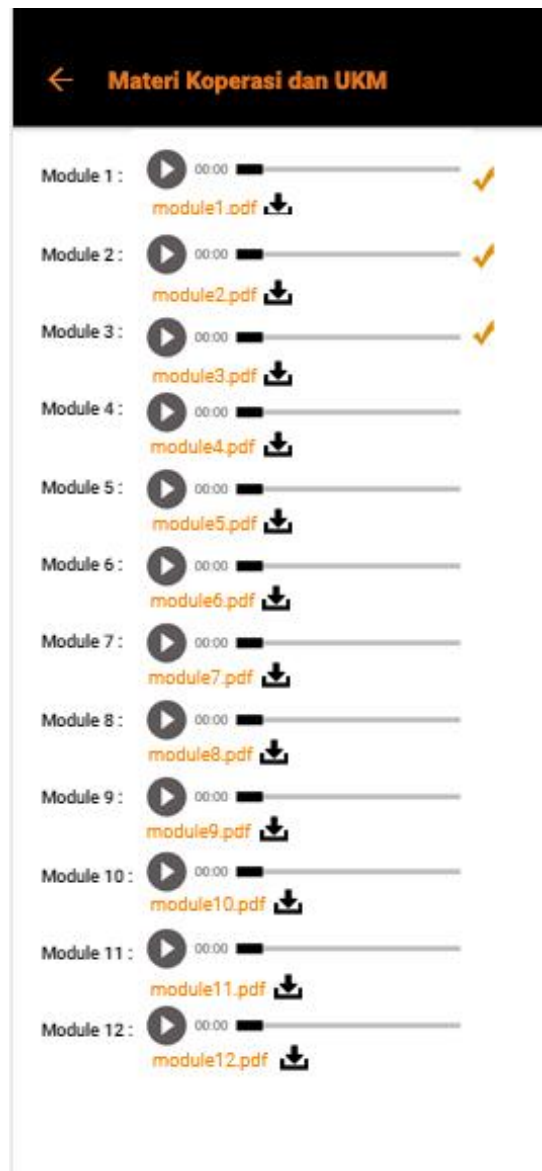 Materi Koperasi dan UKM
Module 1 : 00:00
module1.pdf
Module 2 : 00:00
module2.pdf
Module 3 : 00:00
module3.pdf
Module 4 : 00:00
module4.pdf
Module 5 : 00:00
module5.pdf
Module 6 : 00:00
module6.pdf
Module 7 : 00:00
module7.pdf
Module 8 : 00:00
module8.pdf
Module 9 : 00:00
module9.pdf
Module 10 : 00:00
module10.pdf
Module 11 : 00:00
module11.pdf
Module 12 : 00:00
module12.pdf